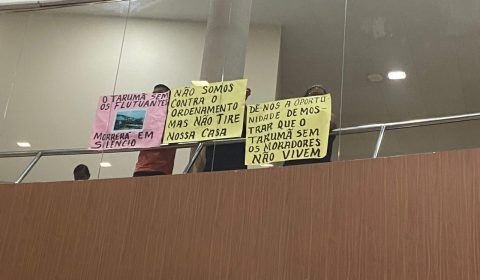 O TARUMÃ SEM
OS FLUTUANTES
MORRERÁ EM
SILÊNCIO
NÃO SOMOS
CONTRA O
ORDENAMENTO
MAS NÃO TIRE
NOSSA CASA
DÊ NOS A OPORTU
NIDADE DE MOS-
TRAR QUE O
TARUMÃ SEM
OS MORADORES
NÃO VIVEM